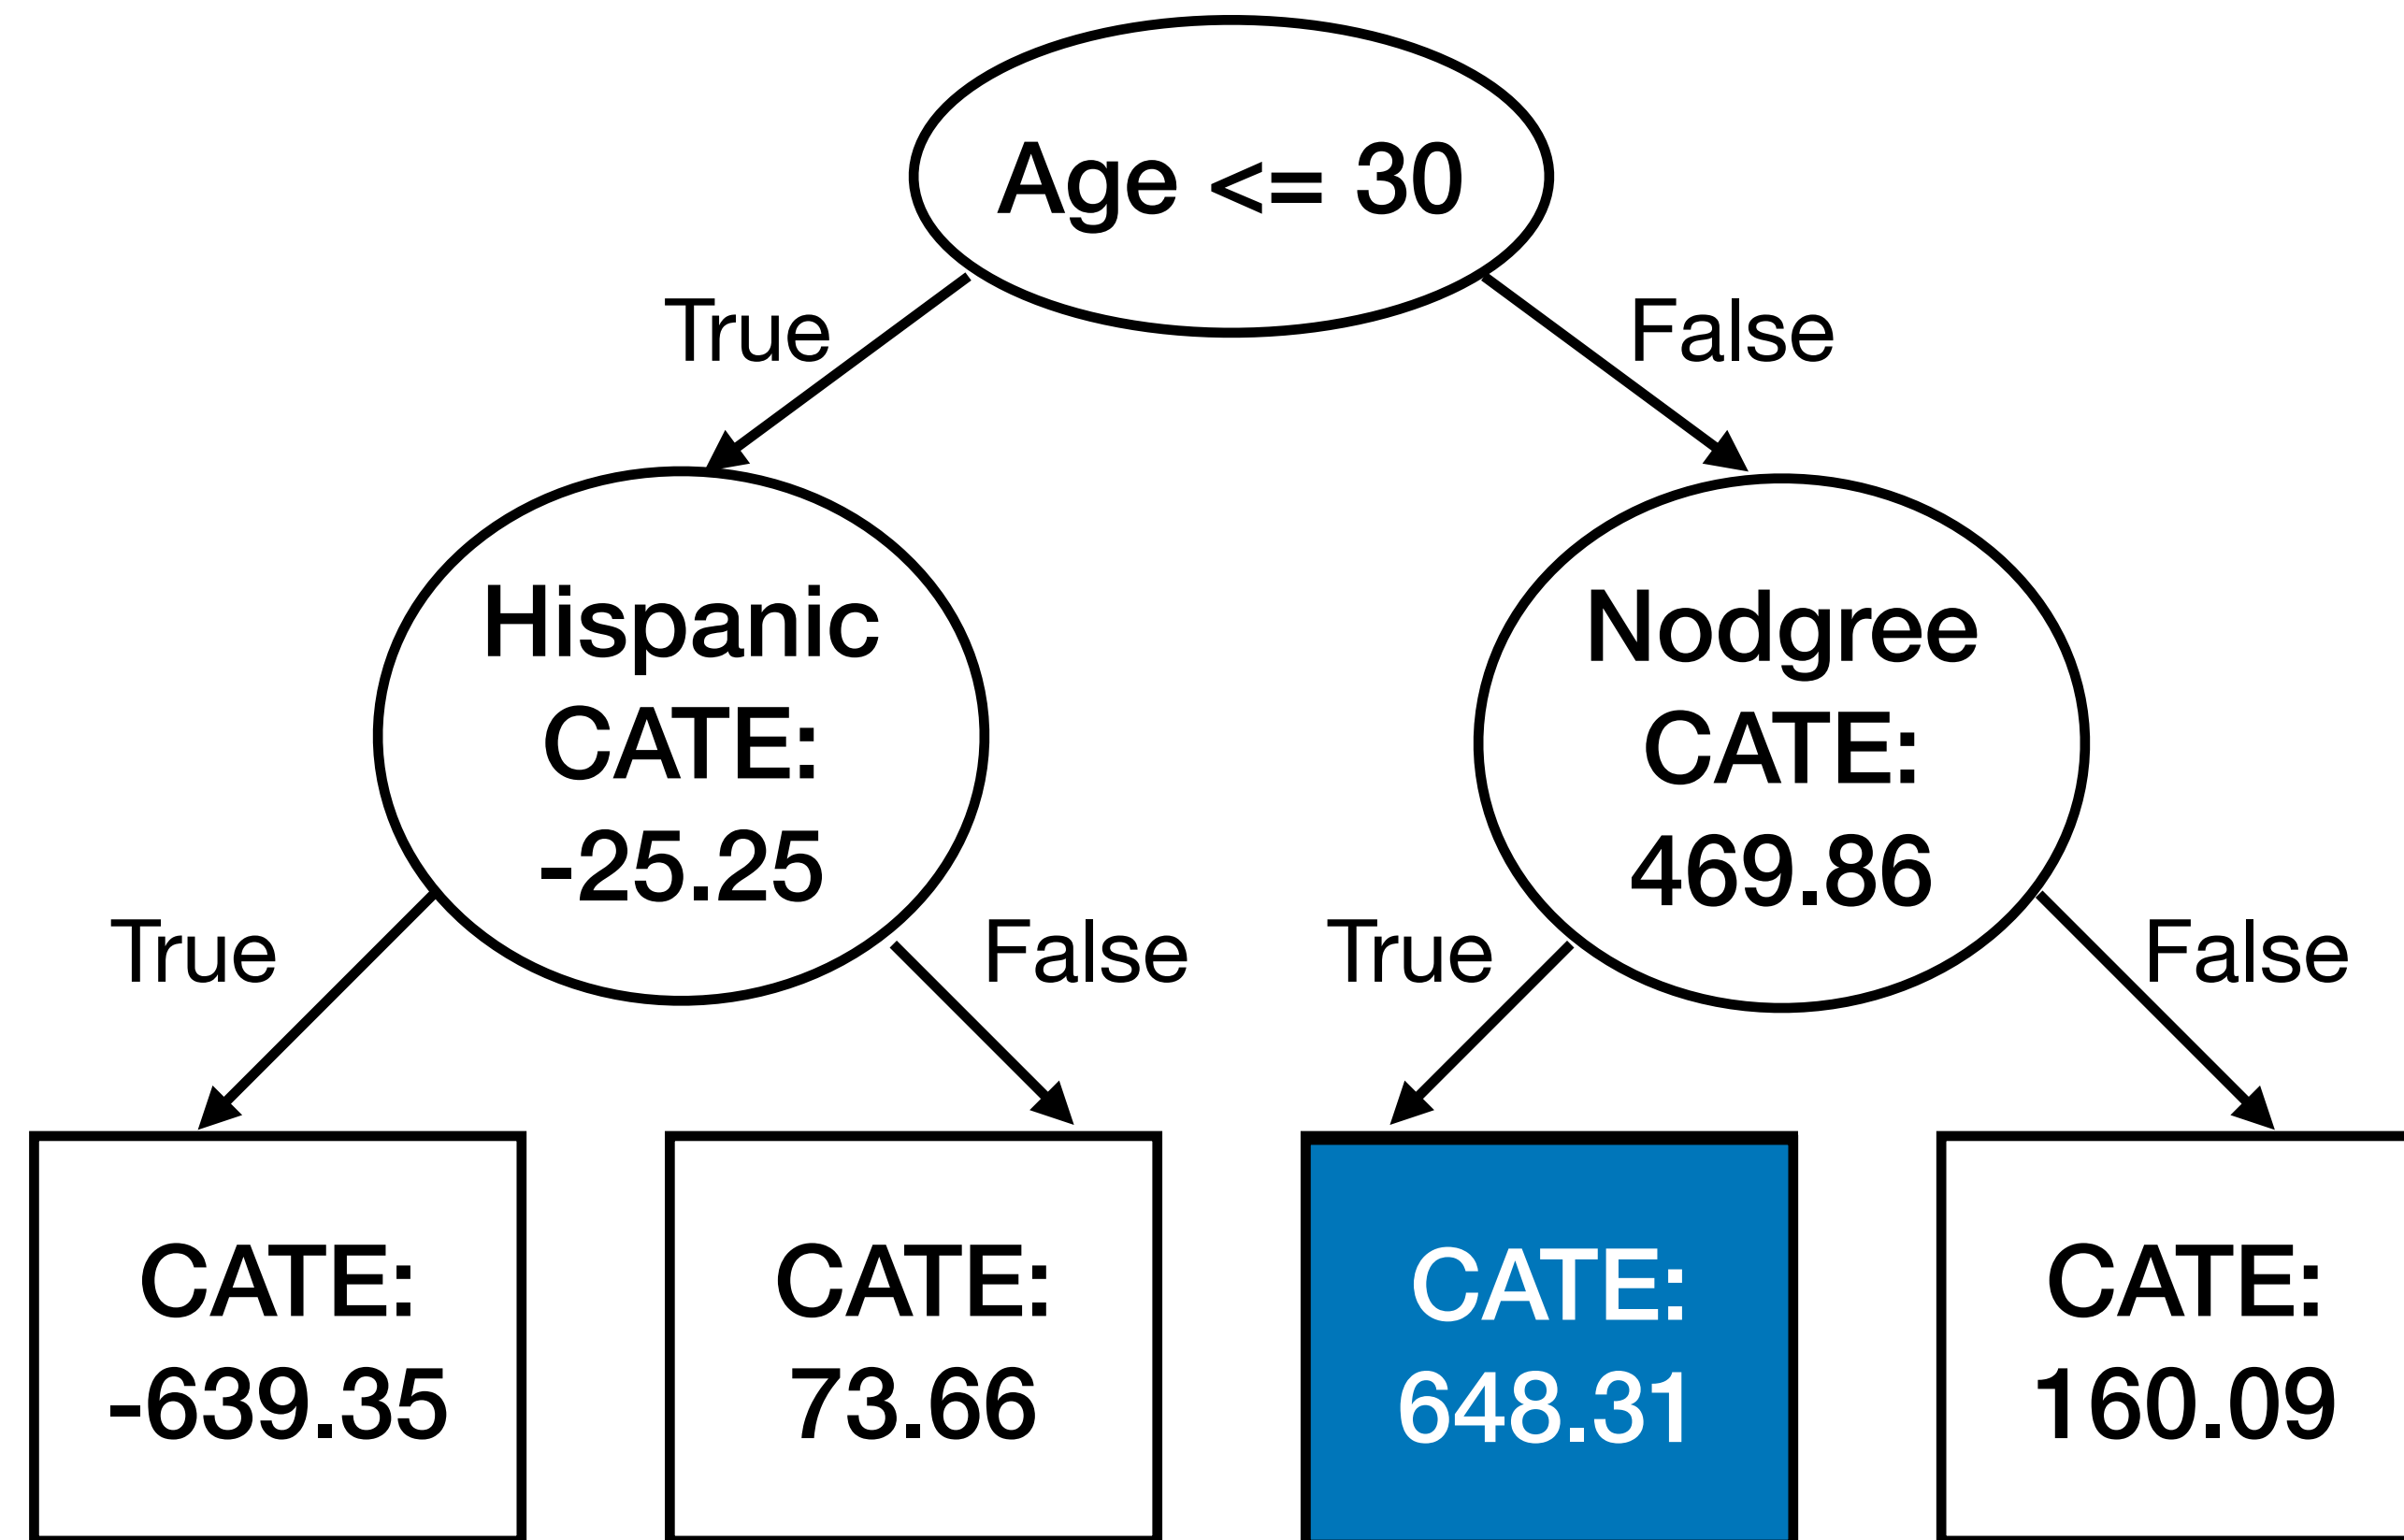 Age <= 30
True
False
Hispanic
CATE:
-25.25
Nodgree
CATE:
469.86
True
False
True
False
CATE:
-639.35
CATE:
73.66
CATE:
648.31
CATE:
160.09